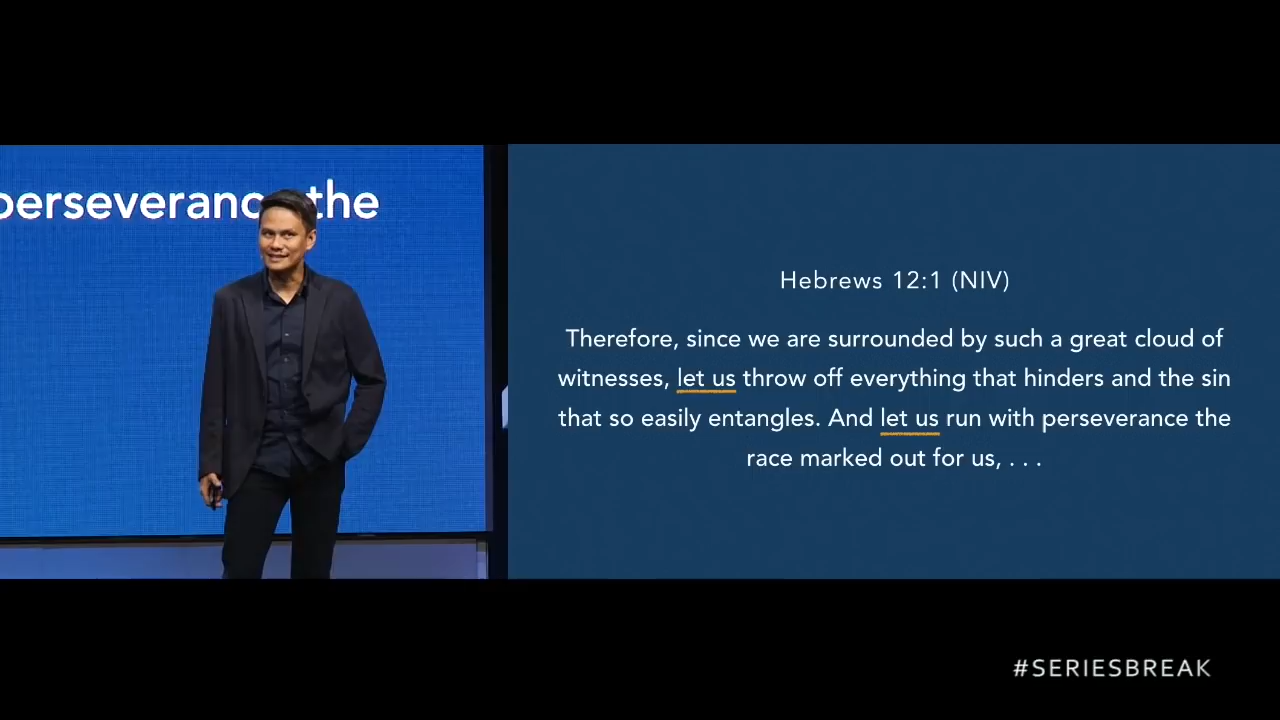 perseverance the
Hebrews 12:1 (NIV)
Therefore, since we are surrounded by such a great cloud of
witnesses, let us throw off everything that hinders and the sin
that so easily entangles. And let us run with perseverance the
race marked out for us, . . .
#SERIESBREAK